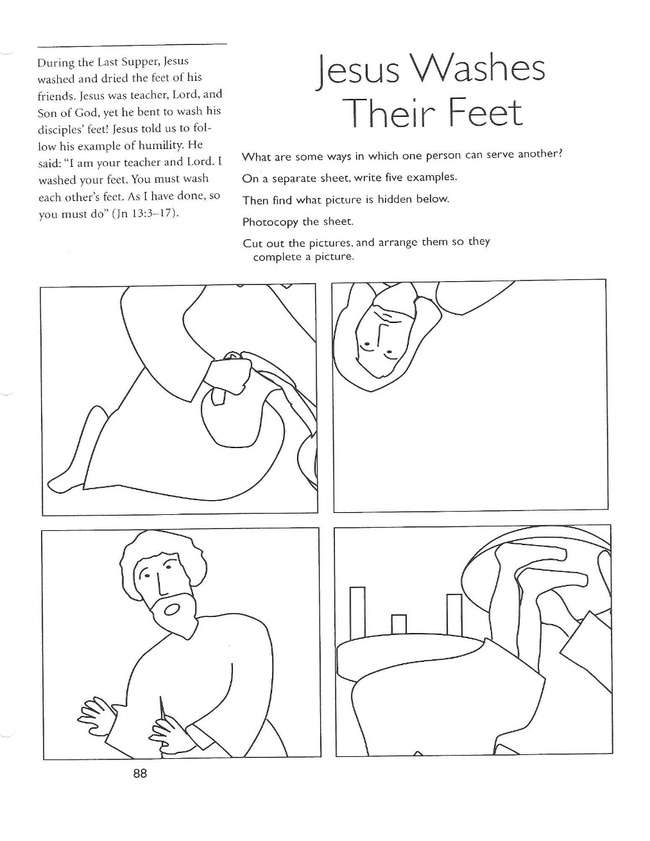 During the Last Supper, Jesus
washed and dried the feet of his
friends. Jesus was teacher, Lord, and
Son of God, yet he bent to wash his
disciples' feet! Jesus told us to fol-
low his example of humility. He
said: "I am your teacher and Lord. I
washed your feet. You must wash
each other's feet. As I have done, so
you must do" (Jn 13:3–17).
Jesus Washes
Their Feet
What are some ways in which one person can serve another?
On a separate sheet, write five examples.
Then find what picture is hidden below.
Photocopy the sheet.
Cut out the pictures, and arrange them so they
complete a picture.
88